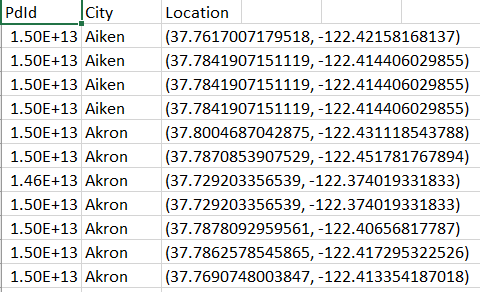 PdId City Location
1.50E+13 Aiken (37.7617007179518, -122.42158168137)
1.50E+13 Aiken (37.7841907151119, -122.414406029855)
1.50E+13 Aiken (37.7841907151119, -122.414406029855)
1.50E+13 Aiken (37.7841907151119, -122.414406029855)
1.50E+13 Akron (37.8004687042875, -122.431118543788)
1.50E+13 Akron (37.7870853907529, -122.451781767894)
1.46E+13 Akron (37.729203356539, -122.374019331833)
1.50E+13 Akron (37.729203356539, -122.374019331833)
1.50E+13 Akron (37.7878092959561, -122.40656817787)
1.50E+13 Akron (37.7862578545865, -122.417295322526)
1.50E+13 Akron (37.7690748003847, -122.413354187018)